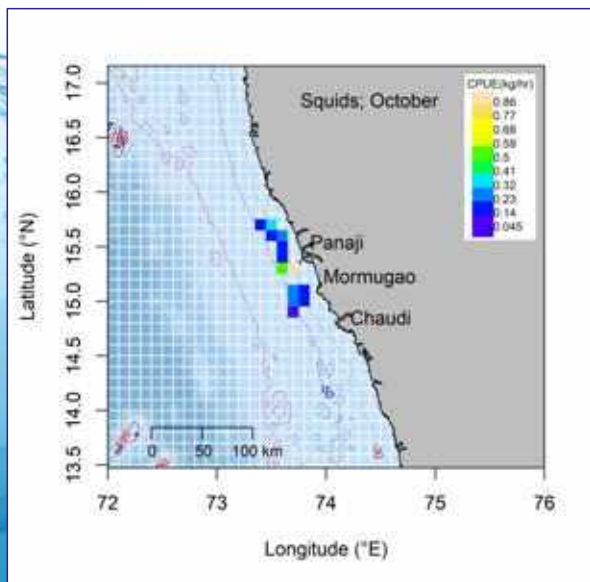 Squids; October
CPUE(kg/hr)
0.86
0.77
0.68
0.59
0.5
0.41
0.32
0.23
0.14
0.045
Panaji
Mormugao
Chaudi
17.0
16.5
16.0
15.5
15.0
14.5
14.0
13.5
Latitude (°N)
0 50 100 km
72 73 74 75 76
Longitude (°E)